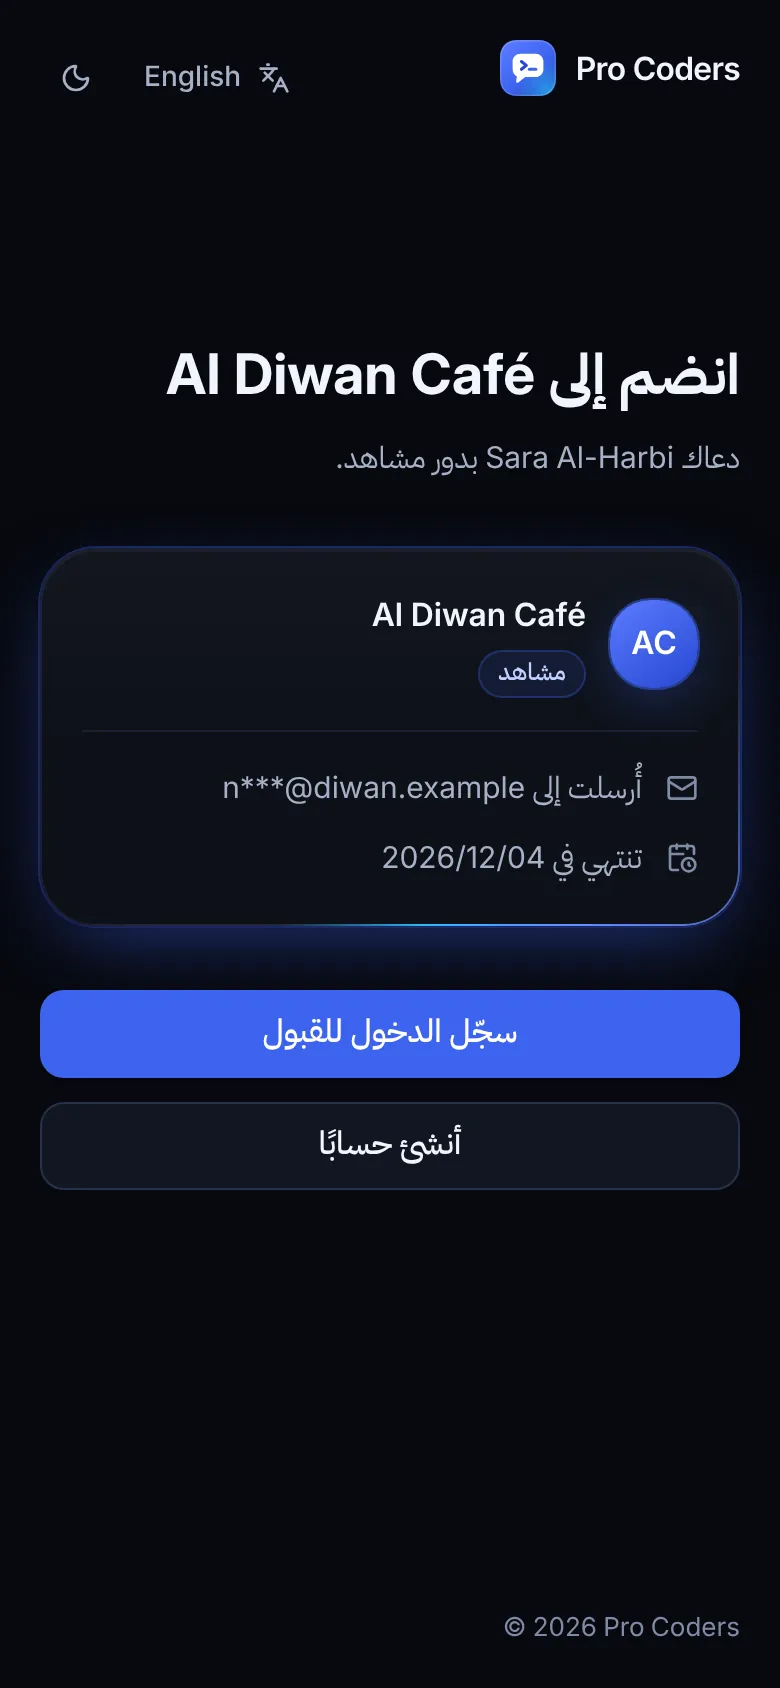 Pro Coders
English
انضم إلى Al Diwan Café
دعاك Sara Al-Harbi بدور مشاهد.
AC
Al Diwan Café
مشاهد
أُرسلت إلى n***@diwan.example
تنتهي في 2026/12/04
سجّل الدخول للقبول
أنشئ حسابًا
© 2026 Pro Coders